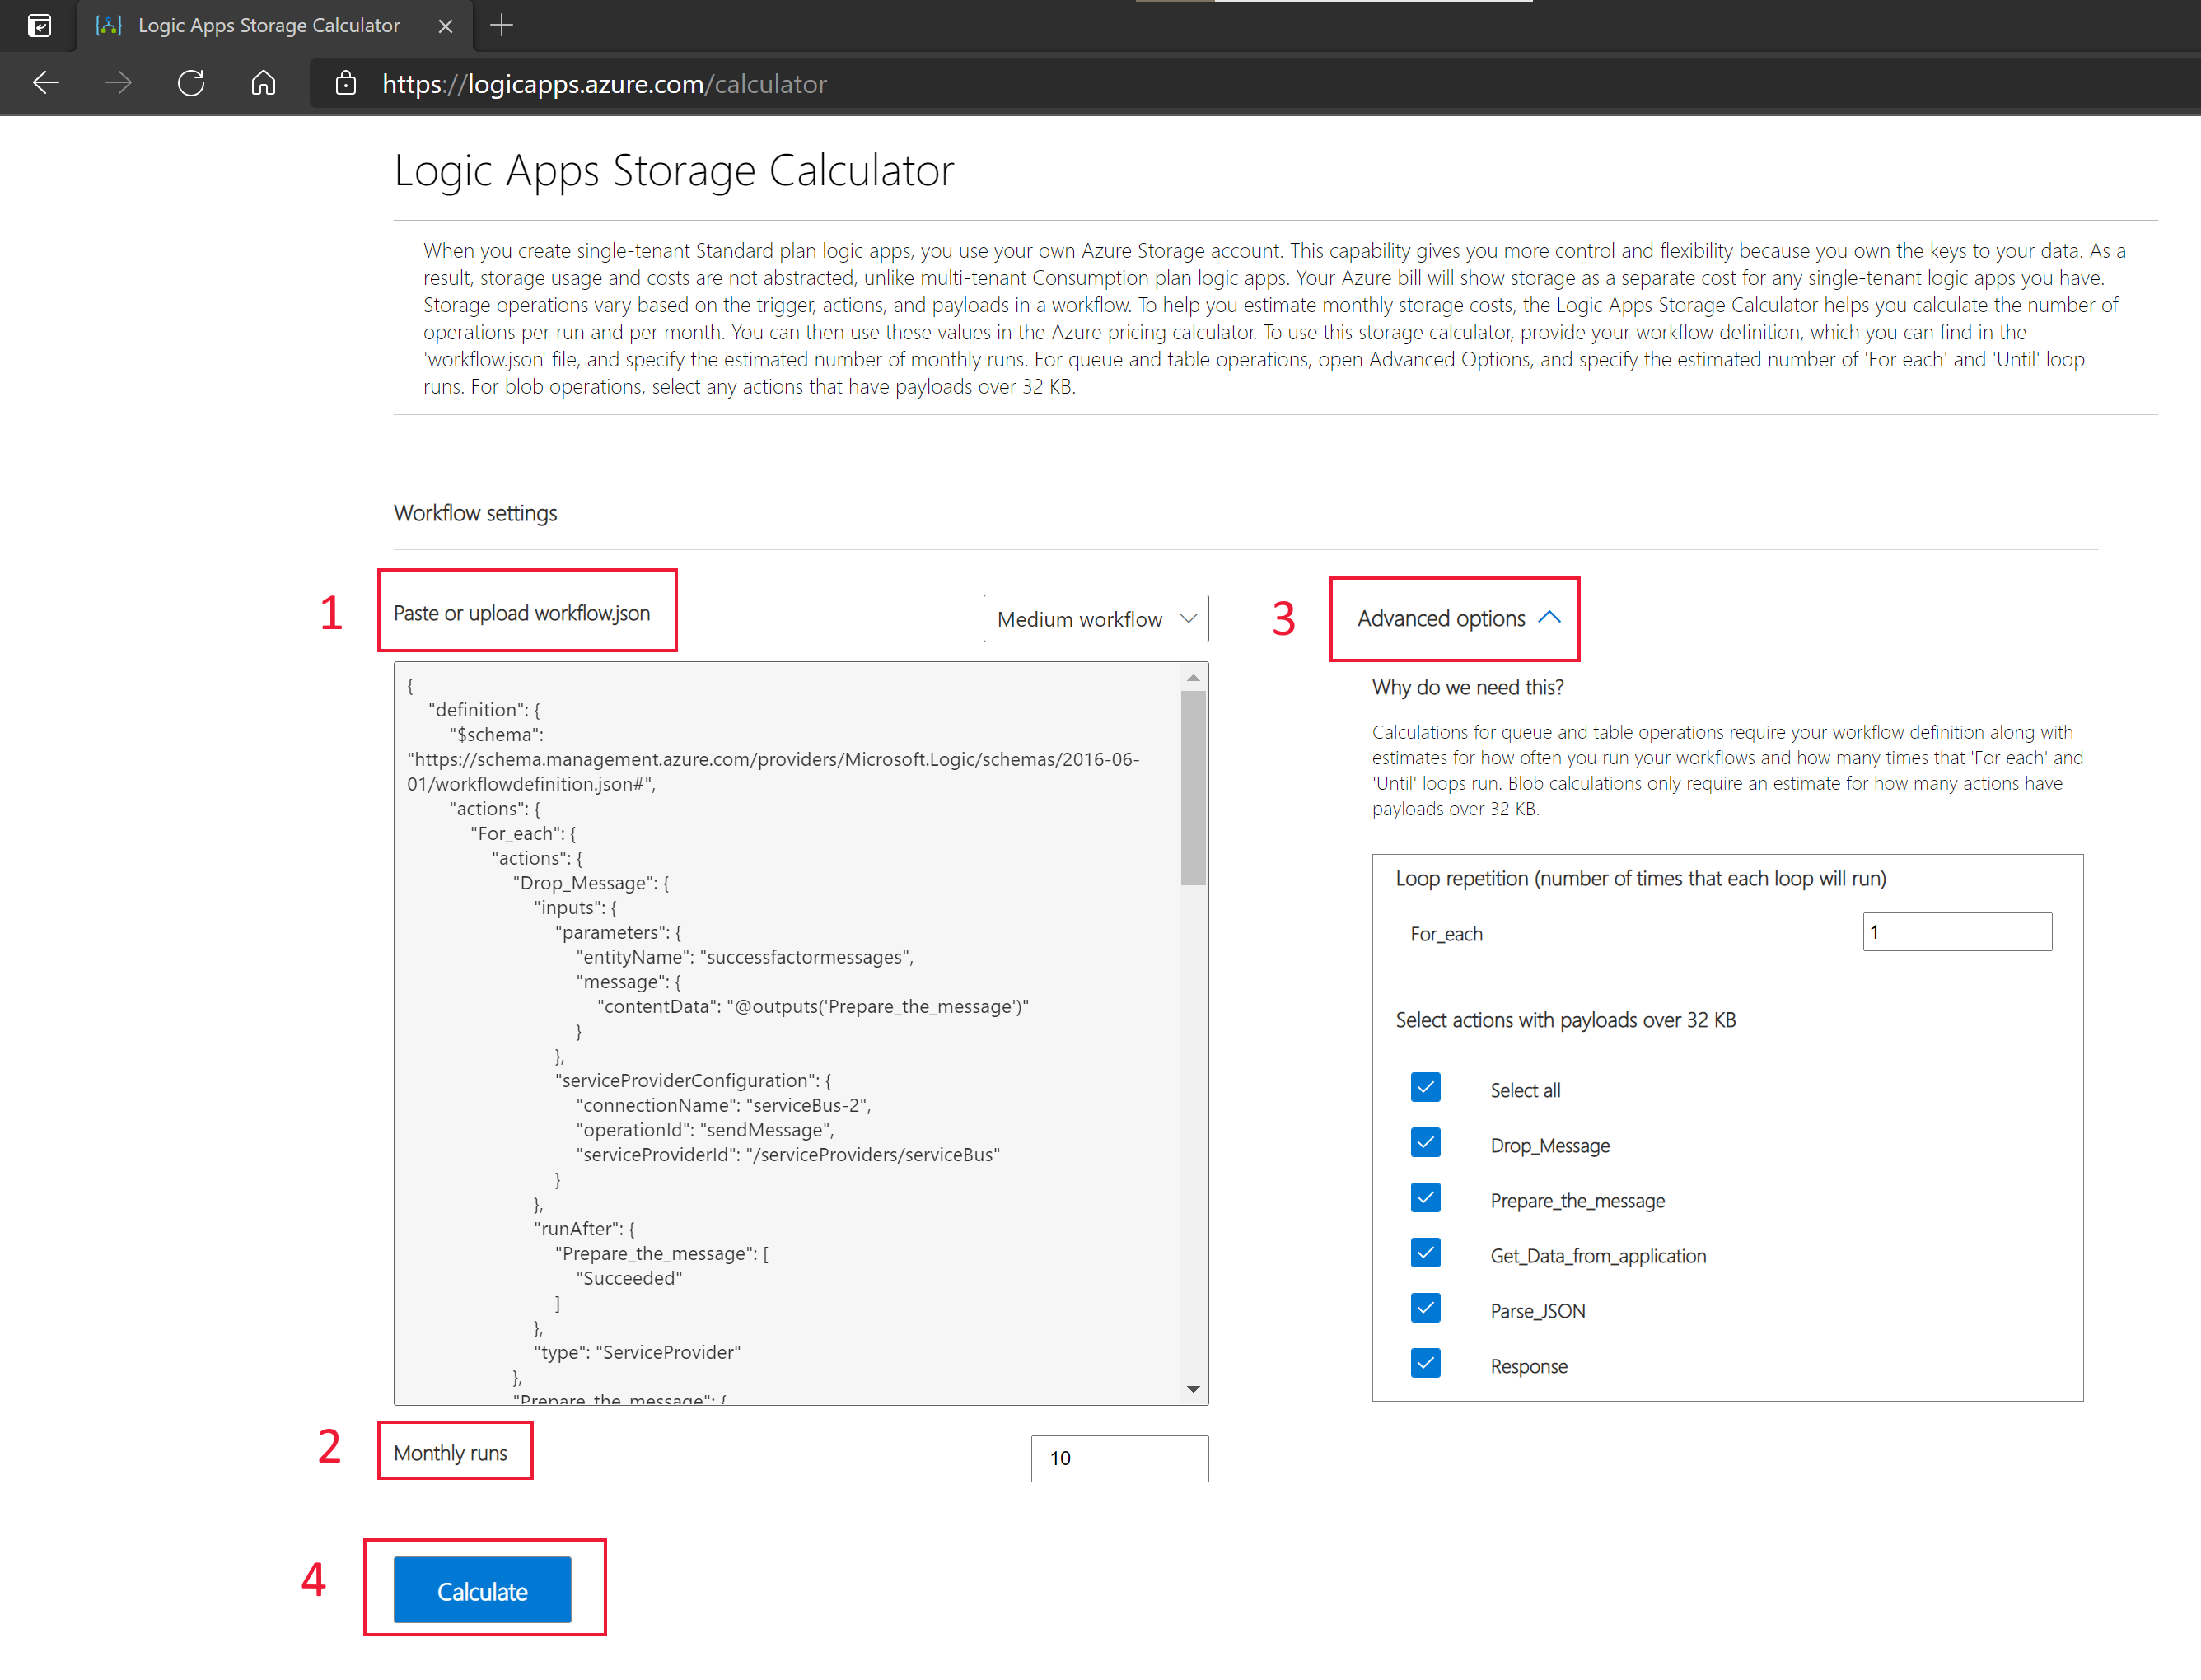 Logic Apps Storage Calculator
https://logicapps.azure.com/calculator
Logic Apps Storage Calculator
When you create single-tenant Standard plan logic apps, you use your own Azure Storage account. This capability gives you more control and flexibility because you own the keys to your data. As a
result, storage usage and costs are not abstracted, unlike multi-tenant Consumption plan logic apps. Your Azure bill will show storage as a separate cost for any single-tenant logic apps you have.
Storage operations vary based on the trigger, actions, and payloads in a workflow. To help you estimate monthly storage costs, the Logic Apps Storage Calculator helps you calculate the number of
operations per run and per month. You can then use these values in the Azure pricing calculator. To use this storage calculator, provide your workflow definition, which you can find in the
'workflow.json' file, and specify the estimated number of monthly runs. For queue and table operations, open Advanced Options, and specify the estimated number of 'For each' and 'Until' loop
runs. For blob operations, select any actions that have payloads over 32 KB.
Workflow settings
1
Paste or upload workflow.json
Medium workflow
{
"definition": {
"$schema":
"https://schema.management.azure.com/providers/Microsoft.Logic/schemas/2016-06-
01/workflowdefinition.json#",
"actions": {
"For_each": {
"actions": {
"Drop_Message": {
"inputs": {
"parameters": {
"entityName": "successfactormessages",
"message": {
"contentData": "@outputs('Prepare_the_message')"
}
},
"serviceProviderConfiguration": {
"connectionName": "serviceBus-2",
"operationId": "sendMessage",
"serviceProviderId": "/serviceProviders/serviceBus"
}
},
"runAfter": {
"Prepare_the_message": [
"Succeeded"
]
},
"type": "ServiceProvider"
},
"Prepare_the_message": {
2
Monthly runs
10
4
Calculate
3
Advanced options
Why do we need this?
Calculations for queue and table operations require your workflow definition along with
estimates for how often you run your workflows and how many times that 'For each' and
'Until' loops run. Blob calculations only require an estimate for how many actions have
payloads over 32 KB.
Loop repetition (number of times that each loop will run)
For_each
1
Select actions with payloads over 32 KB
Select all
Drop_Message
Prepare_the_message
Get_Data_from_application
Parse_JSON
Response